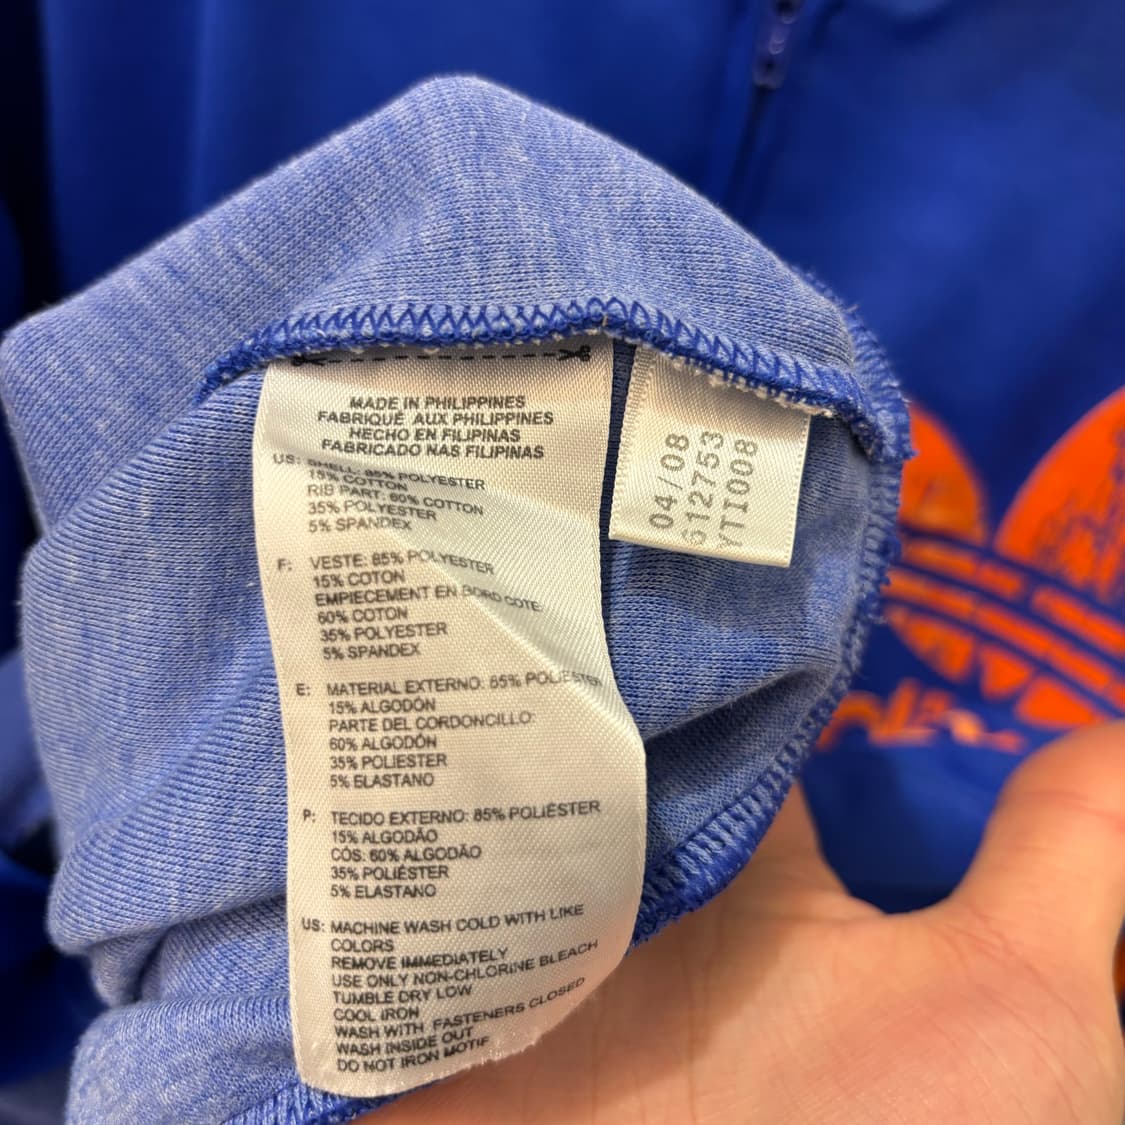 MADE IN PHILIPPINES
FABRIQUÉ AUX PHILIPPINES
HECHO EN FILIPINAS
FABRICADO NAS FILIPINAS
US: SHELL: 85% POLYESTER
15% COTTON
RIB PART: 60% COTTON
35% POLYESTER
5% SPANDEX
F: VESTE: 85% POLYESTER
15% COTON
EMPIECEMENT EN BORD COTE:
60% COTON
35% POLYESTER
5% SPANDEX
E: MATERIAL EXTERNO: 85% POLIESTER
15% ALGODÓN
PARTE DEL CORDONCILLO:
60% ALGODÓN
35% POLIESTER
5% ELASTANO
P: TECIDO EXTERNO: 85% POLIÉSTER
15% ALGODÃO
CÓS: 60% ALGODÃO
35% POLIÉSTER
5% ELASTANO
US: MACHINE WASH COLD WITH LIKE
COLORS
REMOVE IMMEDIATELY
USE ONLY NON-CHLORINE BLEACH
TUMBLE DRY LOW
COOL IRON
WASH WITH FASTENERS CLOSED
WASH INSIDE OUT
DO NOT IRON MOTIF
04/08
612753
YTI008